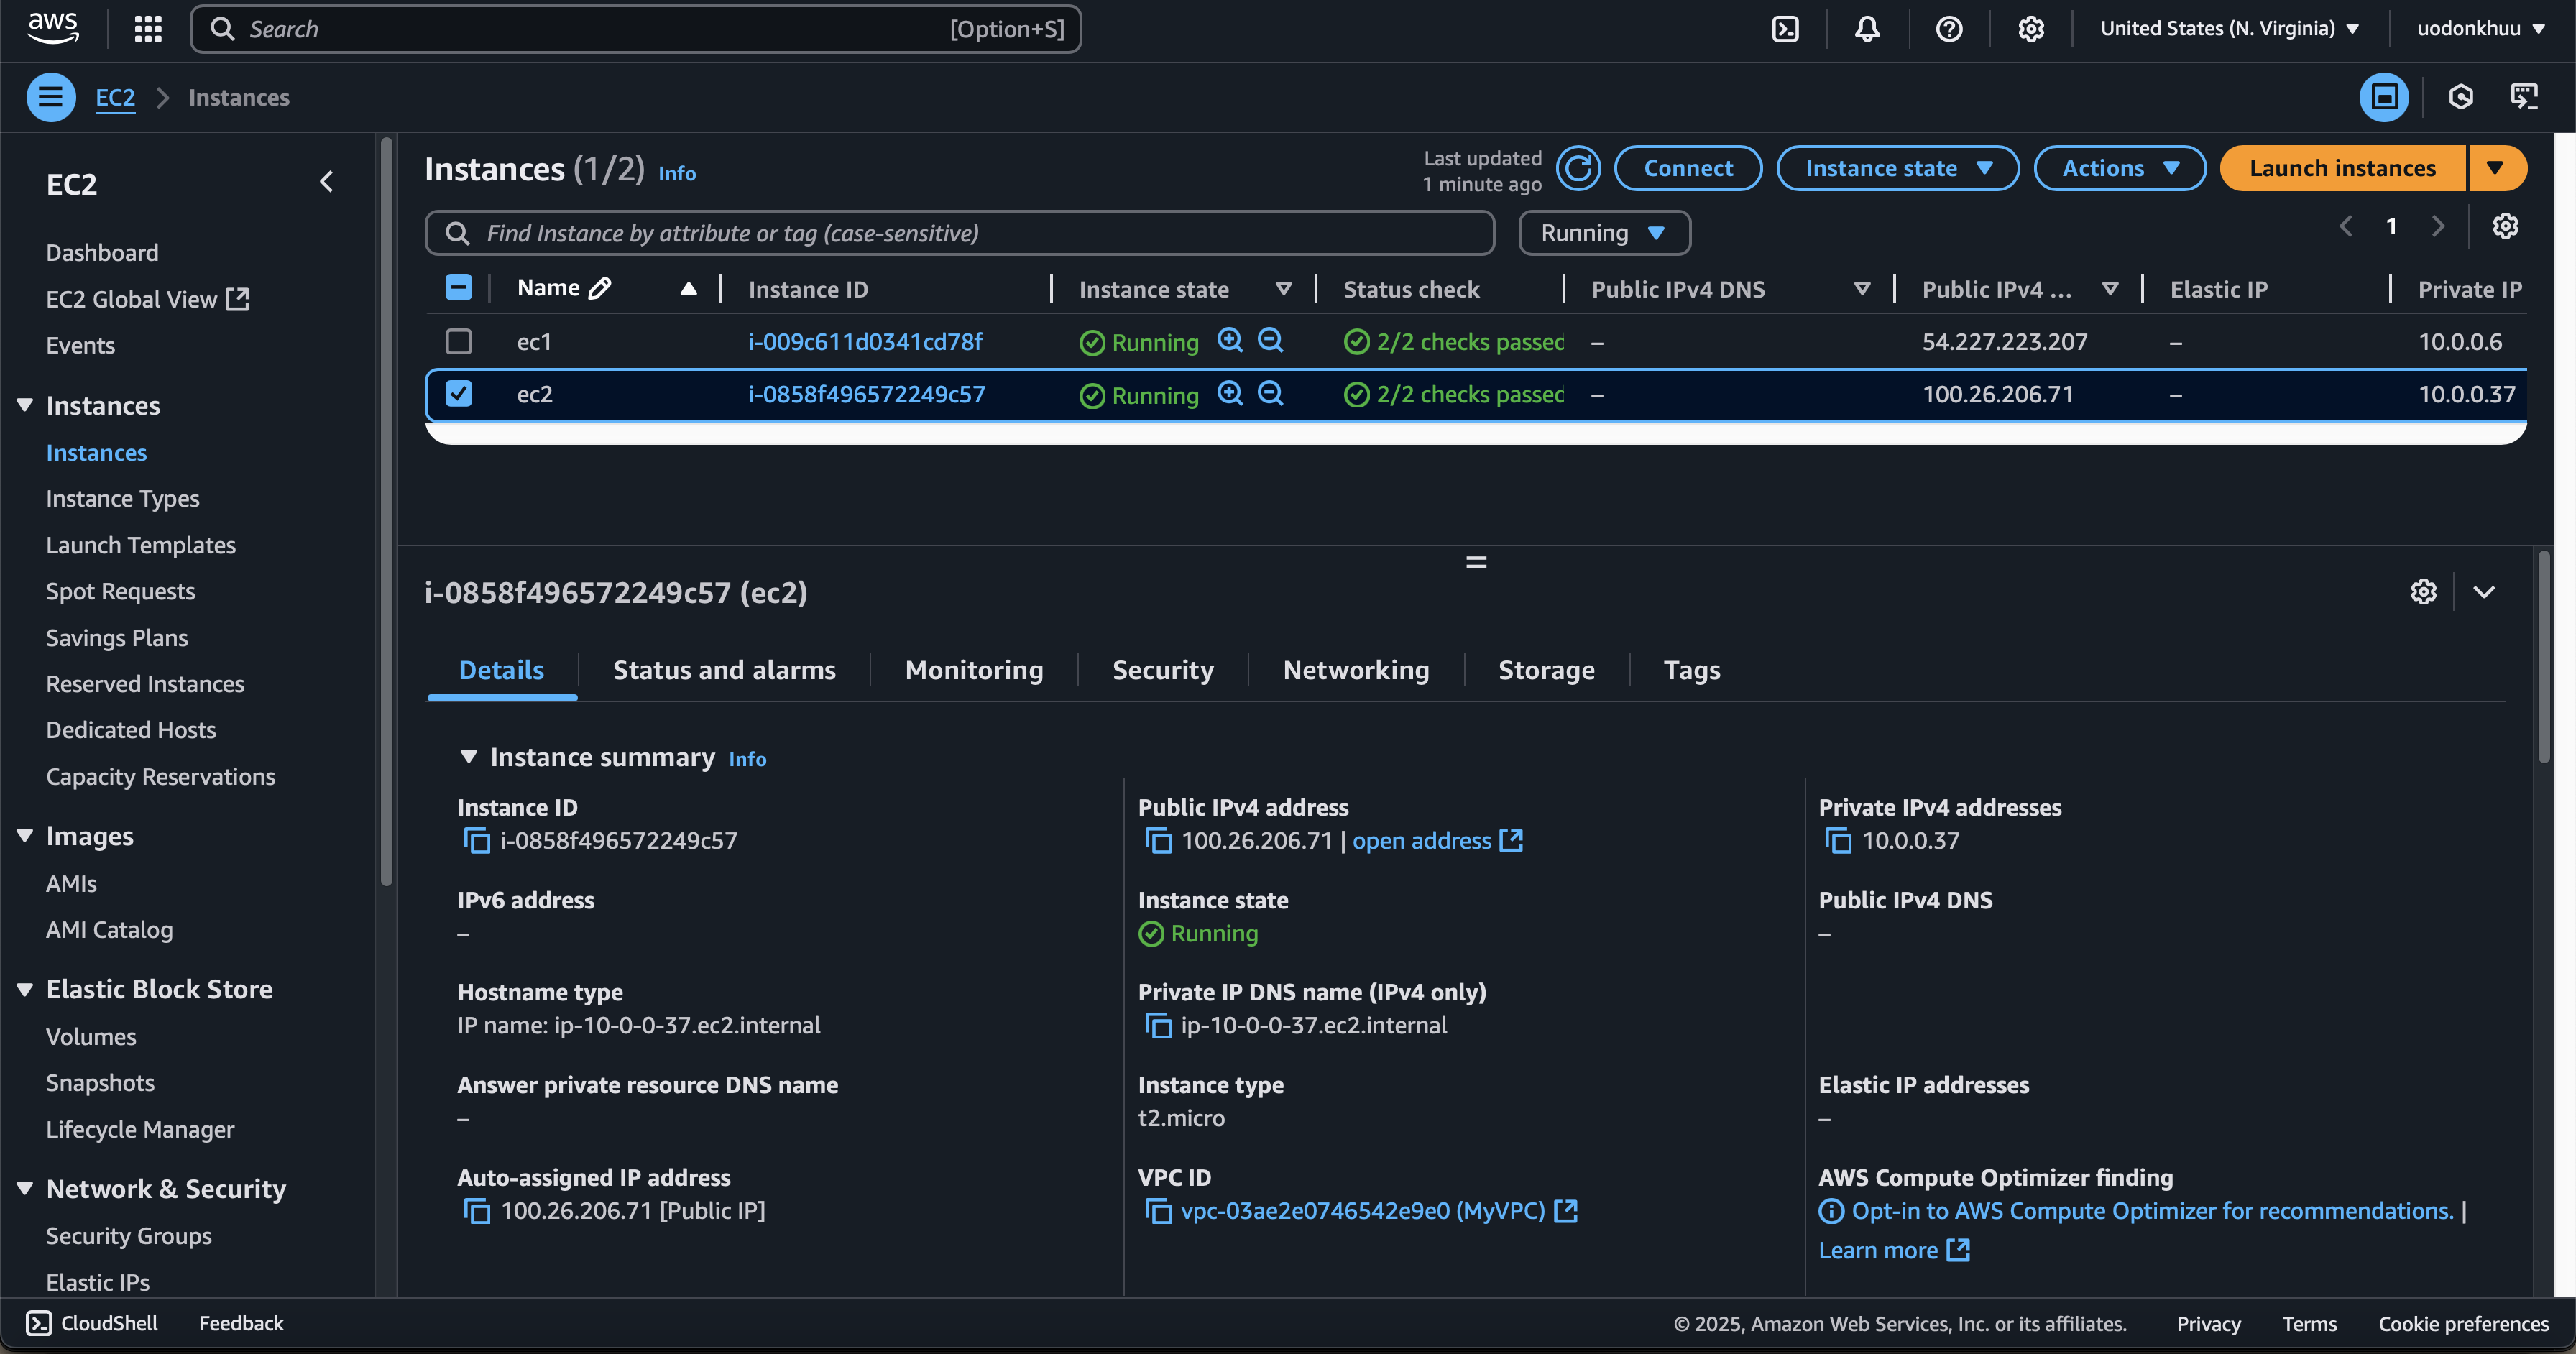 aws
Search [Option+S]
United States (N. Virginia)
uodonkhuu
EC2
Instances
EC2
Dashboard
EC2 Global View
Events
Instances
Instances
Instance Types
Launch Templates
Spot Requests
Savings Plans
Reserved Instances
Dedicated Hosts
Capacity Reservations
Images
AMIs
AMI Catalog
Elastic Block Store
Volumes
Snapshots
Lifecycle Manager
Network & Security
Security Groups
Elastic IPs
Instances (1/2) Info
Last updated
1 minute ago
Connect
Instance state
Actions
Launch instances
Find Instance by attribute or tag (case-sensitive)
Running
1
Name Instance ID Instance state Status check Public IPv4 DNS Public IPv4 ... Elastic IP Private IP
ec1 i-009c611d0341cd78f Running 2/2 checks passed – 54.227.223.207 – 10.0.0.6
ec2 i-0858f496572249c57 Running 2/2 checks passed – 100.26.206.71 – 10.0.0.37
i-0858f496572249c57 (ec2)
Details Status and alarms Monitoring Security Networking Storage Tags
Instance summary Info
Instance ID
i-0858f496572249c57
Public IPv4 address
100.26.206.71 | open address
Private IPv4 addresses
10.0.0.37
IPv6 address
–
Instance state
Running
Public IPv4 DNS
–
Hostname type
IP name: ip-10-0-0-37.ec2.internal
Private IP DNS name (IPv4 only)
ip-10-0-0-37.ec2.internal
Answer private resource DNS name
–
Instance type
t2.micro
Elastic IP addresses
–
Auto-assigned IP address
100.26.206.71 [Public IP]
VPC ID
vpc-03ae2e0746542e9e0 (MyVPC)
AWS Compute Optimizer finding
Opt-in to AWS Compute Optimizer for recommendations. |
Learn more
CloudShell Feedback
© 2025, Amazon Web Services, Inc. or its affiliates. Privacy Terms Cookie preferences